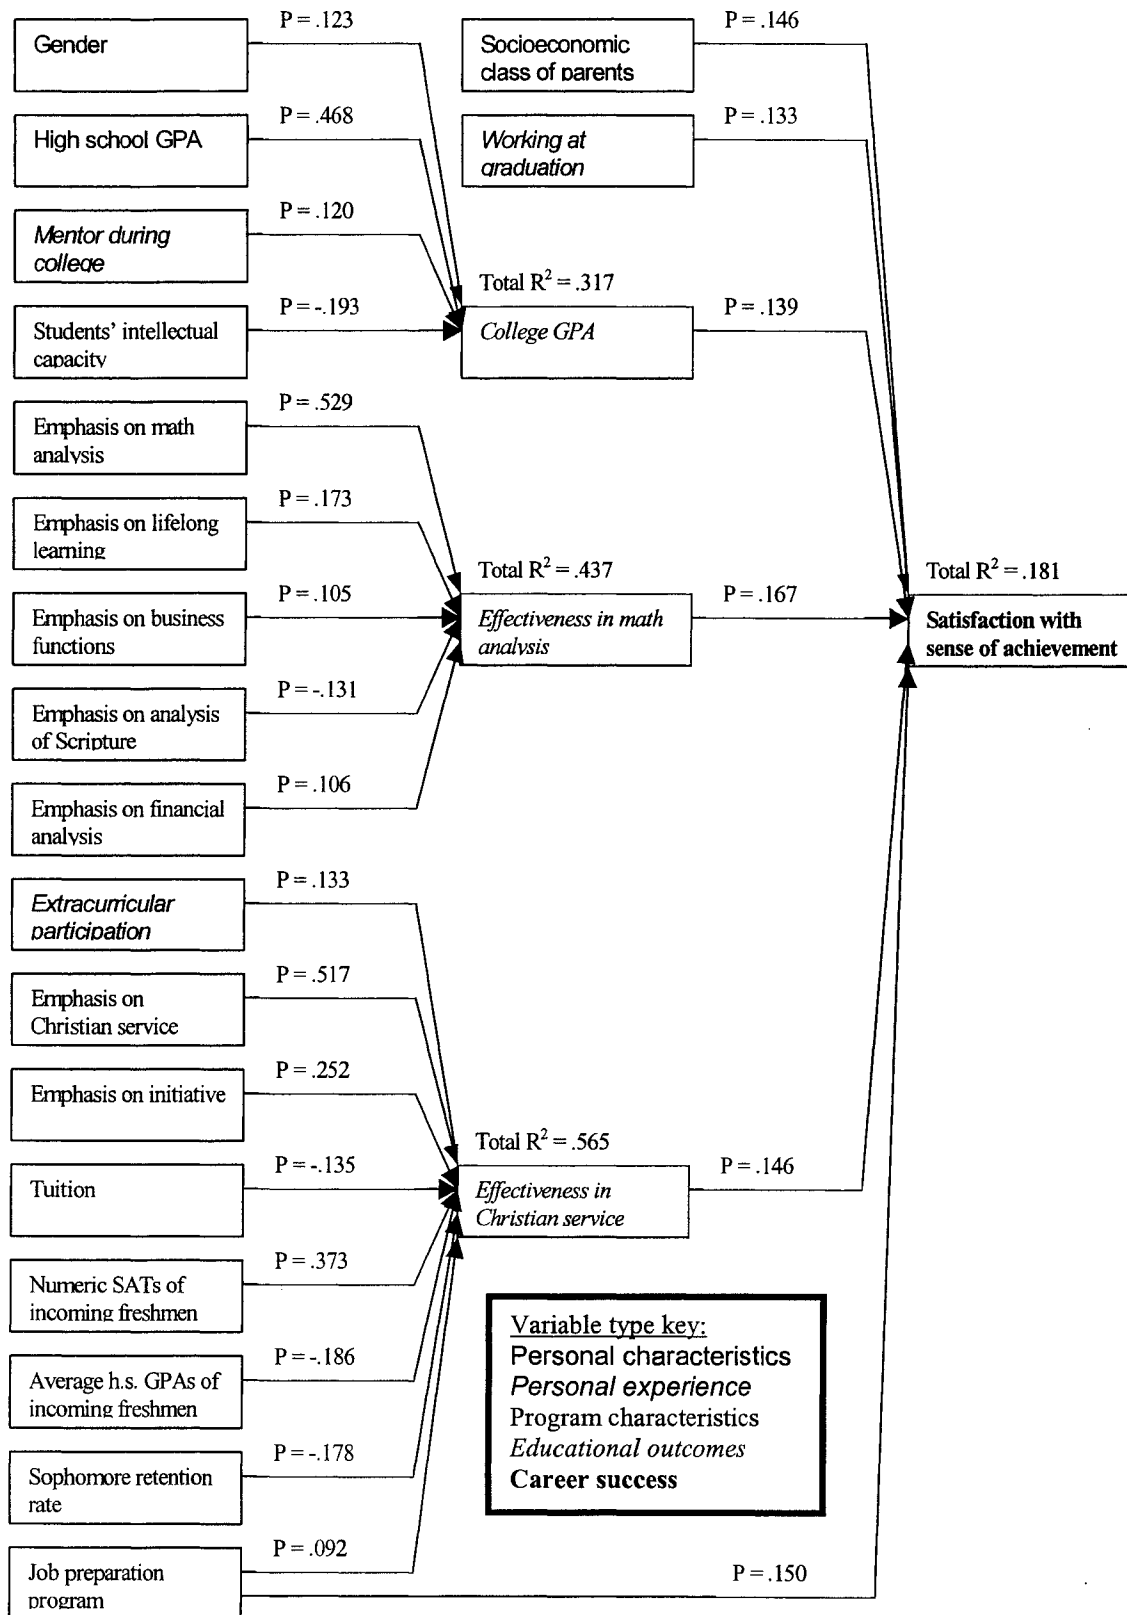 P = .123
Gender
P = .146
Socioeconomic
class of parents
P = .468
High school GPA
P = .133
Working at
graduation
P = .120
Mentor during
college
P = -.193
Students' intellectual
capacity
Total R² = .317
College GPA
P = .139
P = .529
Emphasis on math
analysis
P = .173
Emphasis on lifelong
learning
P = .105
Emphasis on business
functions
Total R² = .437
Effectiveness in math
analysis
P = .167
Total R² = .181
Satisfaction with
sense of achievement
P = -.131
Emphasis on analysis
of Scripture
P = .106
Emphasis on financial
analysis
P = .133
Extracurricular
participation
P = .517
Emphasis on
Christian service
P = .252
Emphasis on initiative
P = -.135
Tuition
Total R² = .565
Effectiveness in
Christian service
P = .146
P = .373
Numeric SATs of
incoming freshmen
P = -.186
Average h.s. GPAs of
incoming freshmen
P = -.178
Sophomore retention
rate
P = .092
Job preparation
program
P = .150
Variable type key:
Personal characteristics
Personal experience
Program characteristics
Educational outcomes
Career success